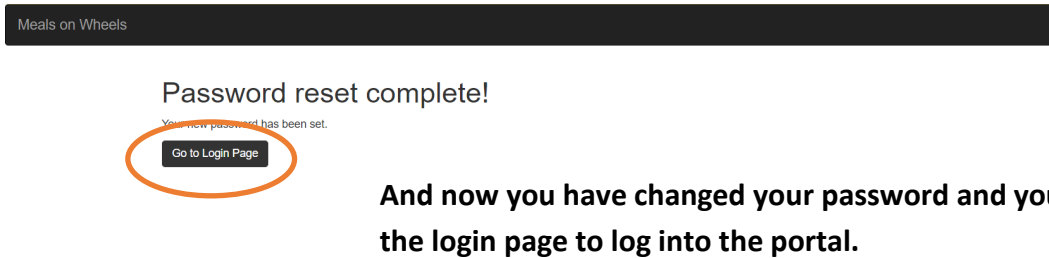 Meals on Wheels
Password reset complete!
Your new password has been set.
Go to Login Page
And now you have changed your password and
the login page to log into the portal.